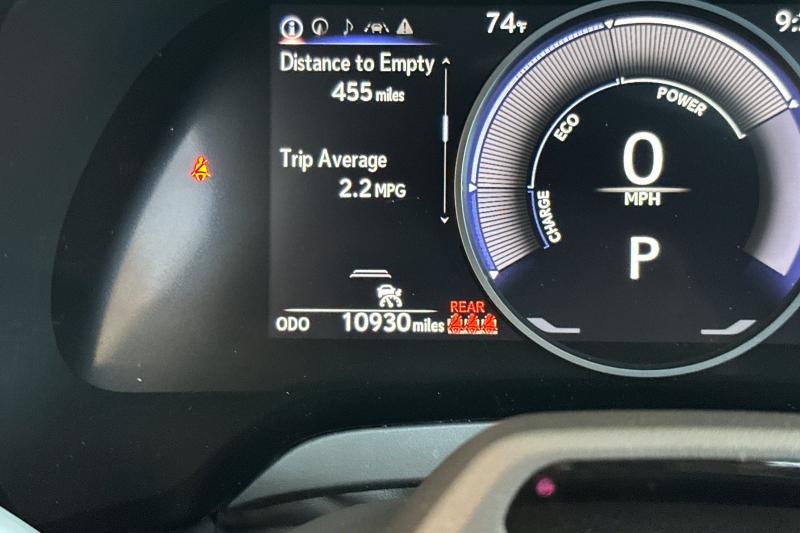 74°F
9:
Distance to Empty
455 miles
Trip Average
2.2 MPG
POWER
ECO
CHARGE
0
MPH
P
REAR
ODO 10930 miles